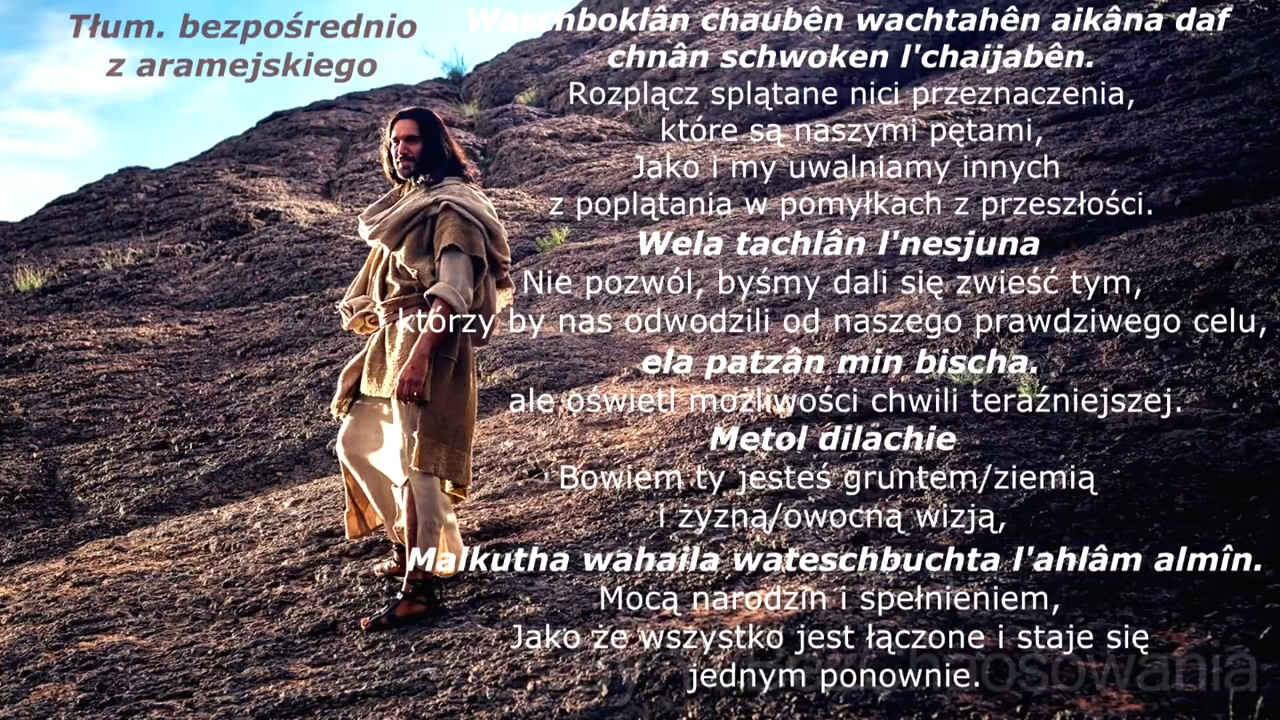 Tłum. bezpośrednio
z aramejskiego
Waschboklân chaubên wachtahên aikâna daf
chnân schwoken l'chaijabên.
Rozplącz splątane nici przeznaczenia,
które są naszymi pętami,
Jako i my uwalniamy innych
z poplątania w pomyłkach z przeszłości.
Wela tachlân l'nesjuna
Nie pozwól, byśmy dali się zwieść tym,
i którzy by nas odwodzili od naszego prawdziwego celu,
ela patzân min bischa.
ale oświetl możliwości chwili teraźniejszej.
Metol dilachie
Bowiem ty jesteś gruntem/ziemią
i żyzną/owocną wizją,
Malkutha wahaila wateschbuchta l'ahlâm almîn.
Mocą narodzin i spełnieniem,
Jako że wszystko jest łączone i staje się
jednym ponownie.